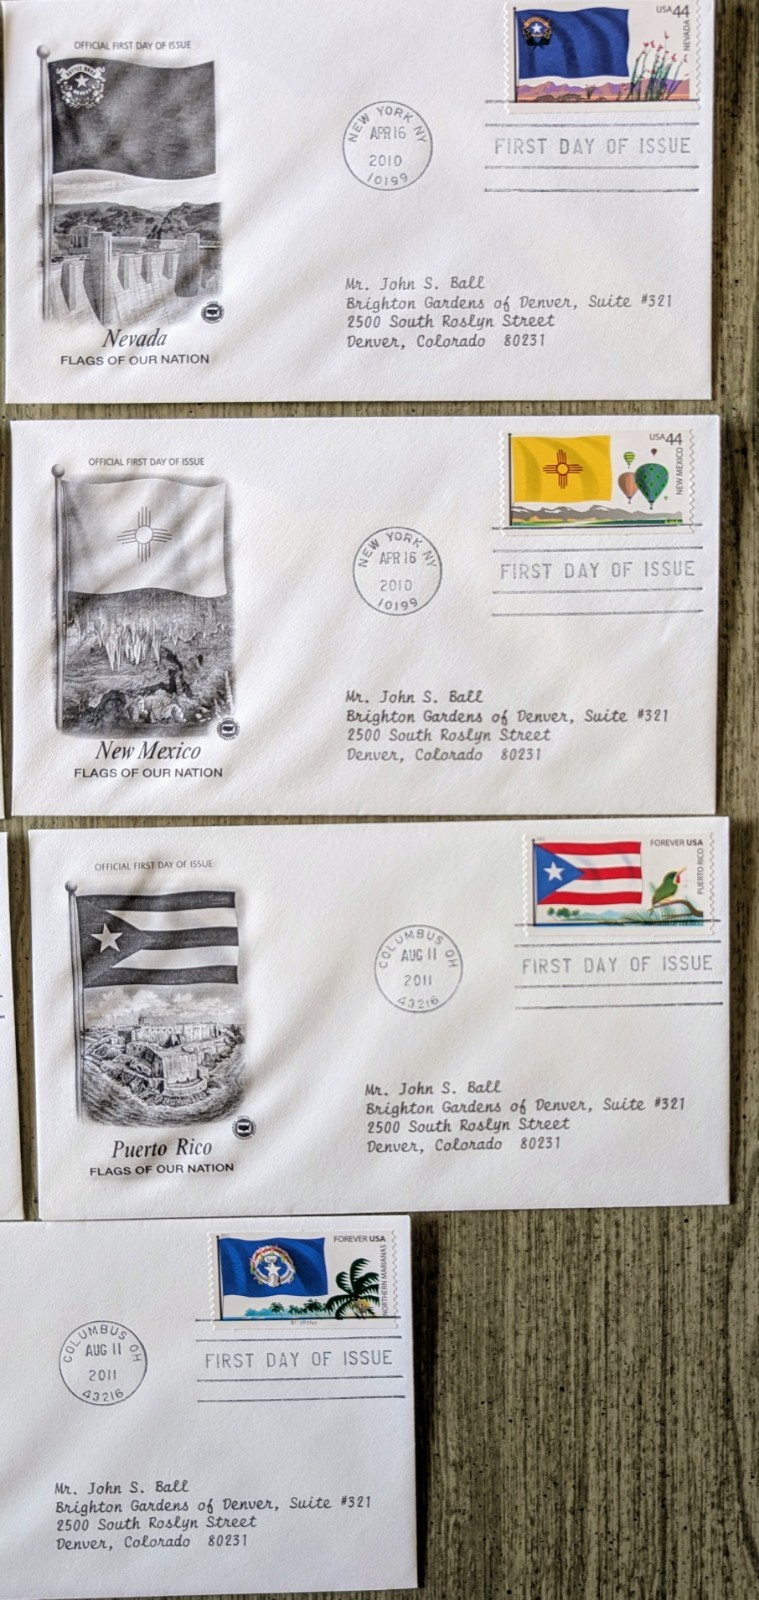 OFFICIAL FIRST DAY OF ISSUE
USA 44
NEVADA
NEW YORK NY
APR 16
2010
10199
FIRST DAY OF ISSUE
Mr. John S. Ball
Brighton Gardens of Denver, Suite #321
2500 South Roslyn Street
Denver, Colorado 80231
Nevada
FLAGS OF OUR NATION
OFFICIAL FIRST DAY OF ISSUE
USA 44
NEW MEXICO
NEW YORK NY
APR 16
2010
10199
FIRST DAY OF ISSUE
Mr. John S. Ball
Brighton Gardens of Denver, Suite #321
2500 South Roslyn Street
Denver, Colorado 80231
New Mexico
FLAGS OF OUR NATION
OFFICIAL FIRST DAY OF ISSUE
FOREVER USA
PUERTO RICO
COLUMBUS OH
AUG 11
2011
43216
FIRST DAY OF ISSUE
Mr. John S. Ball
Brighton Gardens of Denver, Suite #321
2500 South Roslyn Street
Denver, Colorado 80231
Puerto Rico
FLAGS OF OUR NATION
FOREVER USA
NORTHERN MARIANAS
COLUMBUS OH
AUG 11
2011
43216
FIRST DAY OF ISSUE
Mr. John S. Ball
Brighton Gardens of Denver, Suite #321
2500 South Roslyn Street
Denver, Colorado 80231